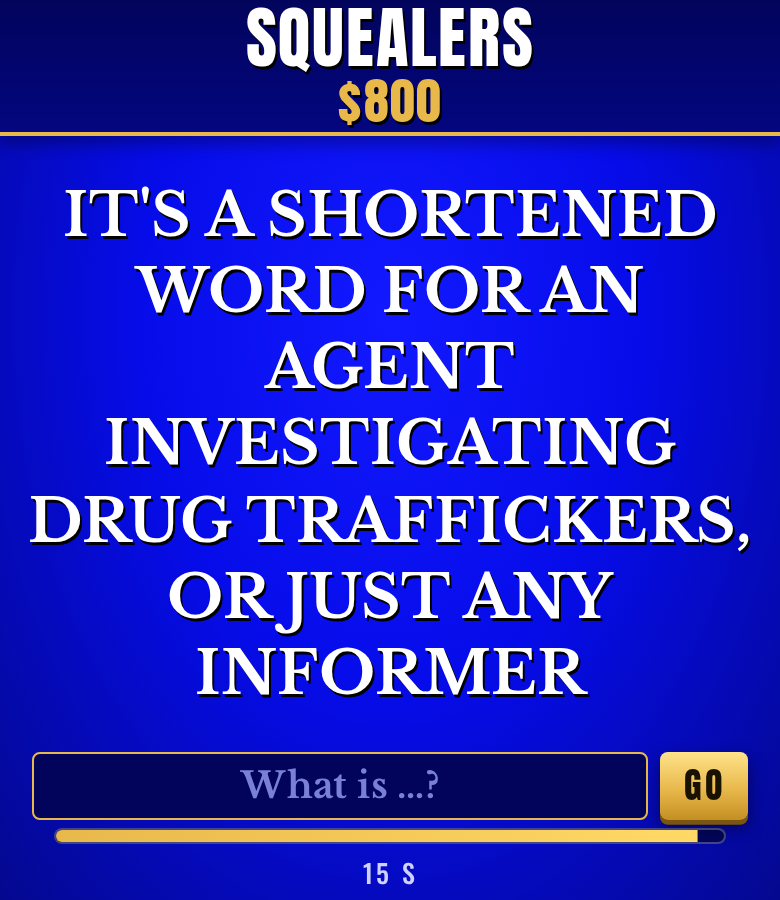 SQUEALERS
$800
IT'S A SHORTENED
WORD FOR AN
AGENT
INVESTIGATING
DRUG TRAFFICKERS,
OR JUST ANY
INFORMER
What is ...?
GO
15 S